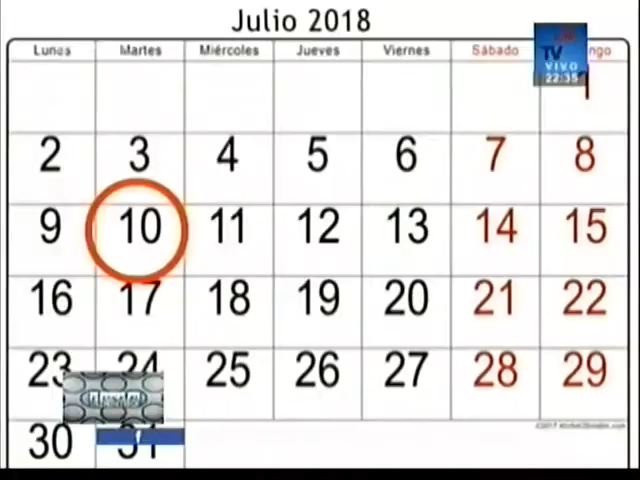 Julio 2018
Lunes Martes Miércoles Jueves Viernes Sábado ngo
TV
VIVO
22:35
1
2 3 4 5 6 7 8
9 10 11 12 13 14 15
16 17 18 19 20 21 22
23 24 25 26 27 28 29
30 31
f